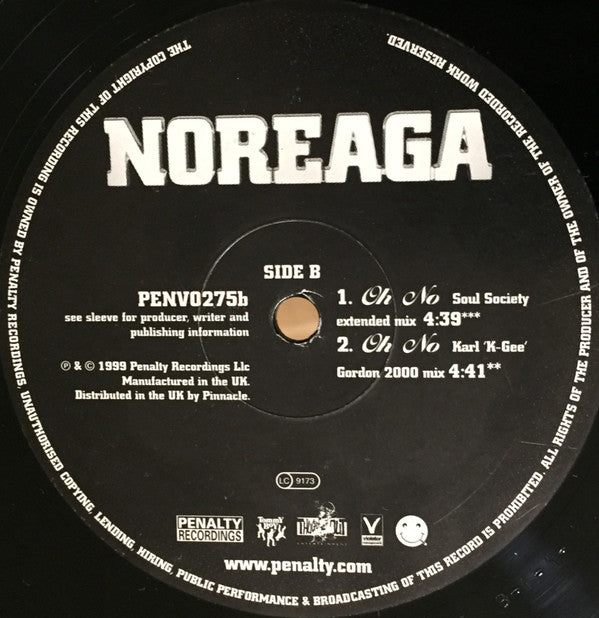 THE COPYRIGHT OF THIS RECORDING IS OWNED BY PENALTY RECORDINGS. UNAUTHORISED COPYING, LENDING, HIRING, PUBLIC PERFORMANCE & BROADCASTING OF THIS RECORD IS PROHIBITED. ALL RIGHTS OF THE PRODUCER AND OF THE OWNER OF THE RECORDED WORK RESERVED.
NOREAGA
SIDE B
PENV0275b
see sleeve for producer, writer and
publishing information
℗ & © 1999 Penalty Recordings Llc
Manufactured in the UK.
Distributed in the UK by Pinnacle.
1. Oh No Soul Society
extended mix 4:39***
2. Oh No Karl 'K-Gee'
Gordon 2000 mix 4:41**
LC 9173
PENALTY
RECORDINGS
Tommy
Boy
V
violator
www.penalty.com